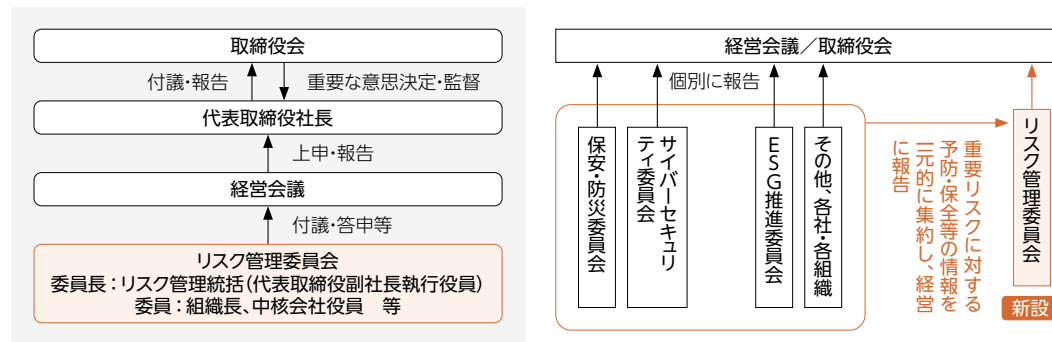 取締役会
付議・報告
重要な意思決定・監督
代表取締役社長
上申・報告
経営会議
付議・答申等
リスク管理委員会
委員長：リスク管理統括（代表取締役副社長執行役員）
委員：組織長、中核会社役員　等
経営会議／取締役会
個別に報告
保安・防災委員会
サイバーセキュリ
ティ委員会
ESG推進委員会
その他、各社・各組織
重要リスクに対する
予防・保全等の情報を
一元的に集約し、経営
に報告
リスク管理委員会
新設